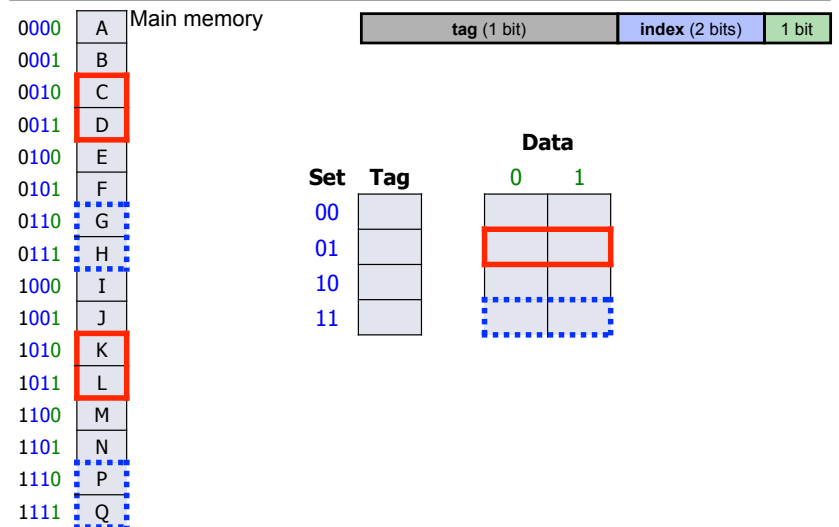 Main memory
tag (1 bit) index (2 bits) 1 bit
0000 A
0001 B
0010 C
0011 D
0100 E
0101 F
0110 G
0111 H
1000 I
1001 J
1010 K
1011 L
1100 M
1101 N
1110 P
1111 Q
Data
Set Tag 0 1
00
01
10
11